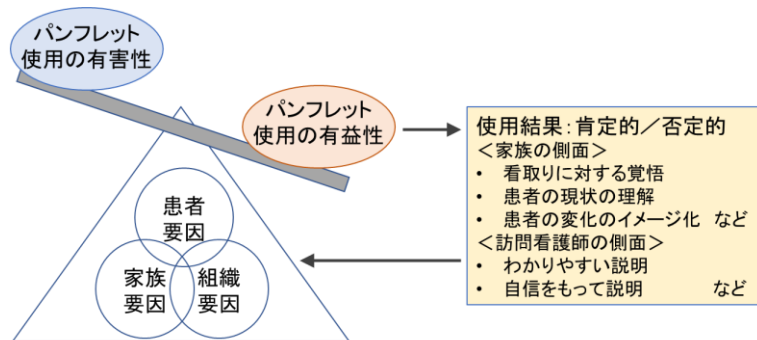 パンフレット
使用の有害性
パンフレット
使用の有益性
患者
要因
家族
要因
組織
要因
使用結果：肯定的／否定的
＜家族の側面＞
• 看取りに対する覚悟
• 患者の現状の理解
• 患者の変化のイメージ化 など
＜訪問看護師の側面＞
• わかりやすい説明
• 自信をもって説明 など